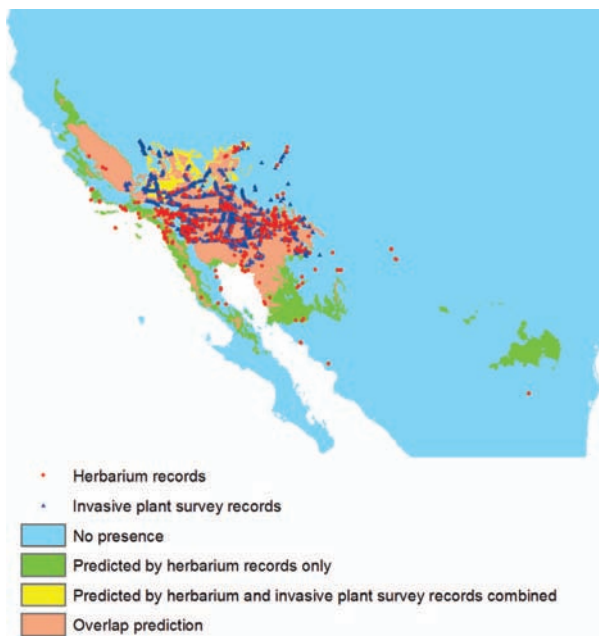 Herbarium records
Invasive plant survey records
No presence
Predicted by herbarium records only
Predicted by herbarium and invasive plant survey records combined
Overlap prediction